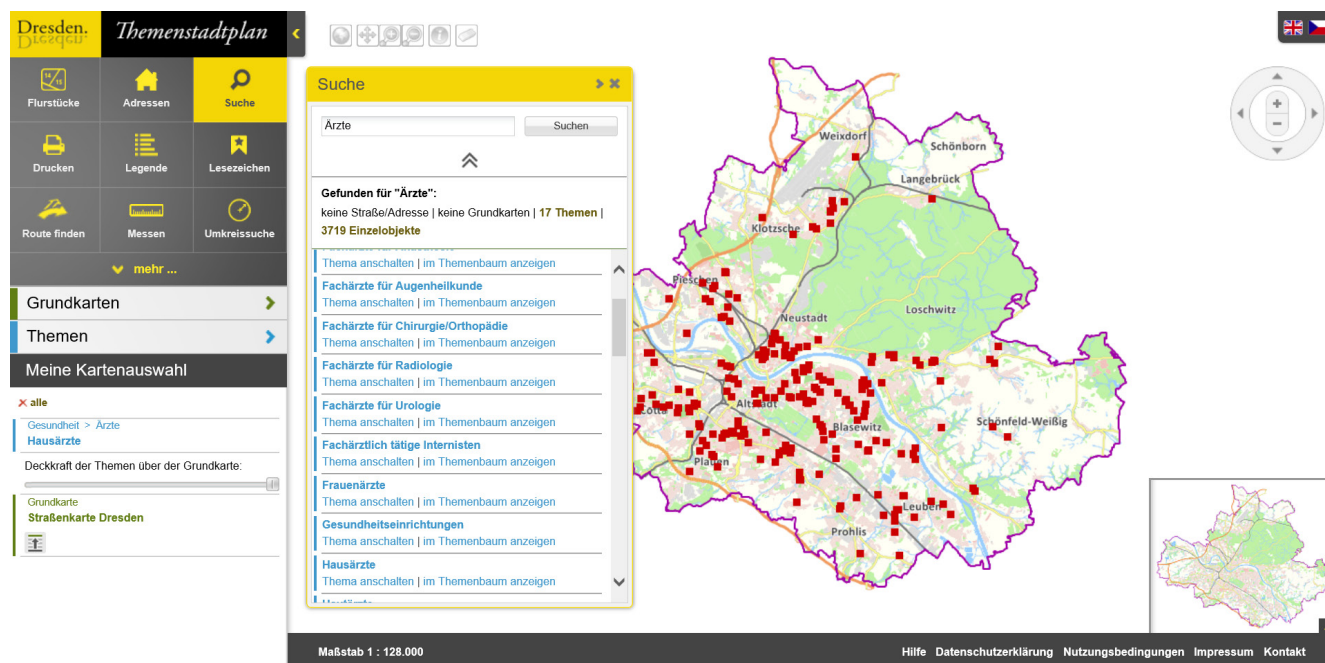 Dresden.
Themenstadtplan
Flurstücke
Adressen
Suche
Drucken
Legende
Lesezeichen
Route finden
Messen
Umkreissuche
mehr ...
Grundkarten
Themen
Meine Kartenauswahl
alle
Gesundheit > Ärzte
Hausärzte
Deckkraft der Themen über der Grundkarte:
Grundkarte
Straßenkarte Dresden
Suche
Ärzte
Suchen
Gefunden für "Ärzte":
keine Straße/Adresse | keine Grundkarten | 17 Themen |
3719 Einzelobjekte
Thema anschalten | im Themenbaum anzeigen
Fachärzte für Augenheilkunde
Thema anschalten | im Themenbaum anzeigen
Fachärzte für Chirurgie/Orthopädie
Thema anschalten | im Themenbaum anzeigen
Fachärzte für Radiologie
Thema anschalten | im Themenbaum anzeigen
Fachärzte für Urologie
Thema anschalten | im Themenbaum anzeigen
Fachärztlich tätige Internisten
Thema anschalten | im Themenbaum anzeigen
Frauenärzte
Thema anschalten | im Themenbaum anzeigen
Gesundheitseinrichtungen
Thema anschalten | im Themenbaum anzeigen
Hausärzte
Thema anschalten | im Themenbaum anzeigen
Weixdorf
Schönborn
Langebrück
Klotzsche
Pieschen
Neustadt
Loschwitz
Cotta
Altstadt
Blasewitz
Schönfeld-Weißig
Plauen
Leuben
Prohlis
Maßstab 1 : 128.000
Hilfe Datenschutzerklärung Nutzungsbedingungen Impressum Kontakt